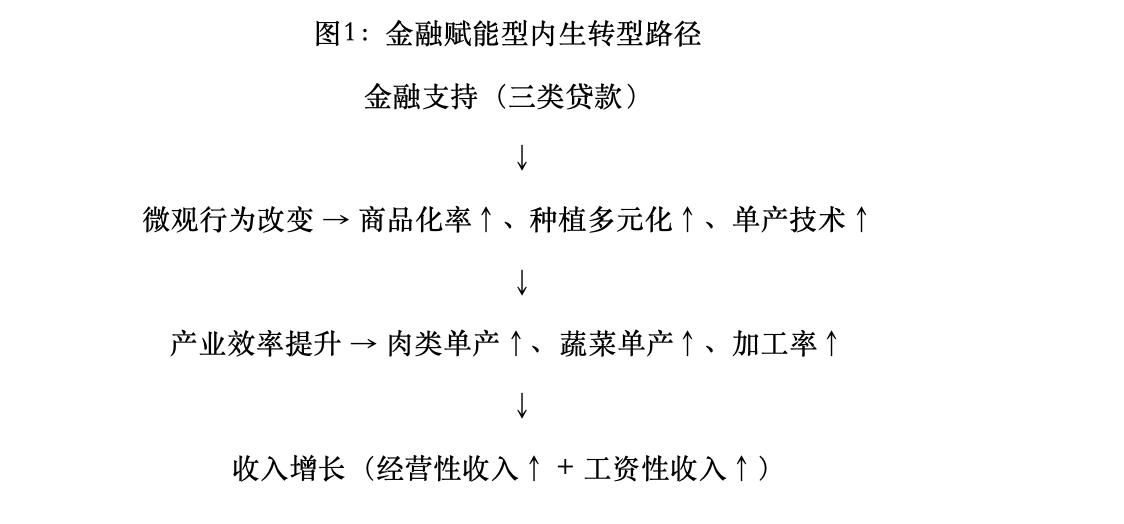 图1：金融赋能型内生转型路径
金融支持（三类贷款）
↓
微观行为改变 → 商品化率↑、种植多元化↑、单产技术↑
↓
产业效率提升 → 肉类单产↑、蔬菜单产↑、加工率↑
↓
收入增长（经营性收入↑ + 工资性收入↑）